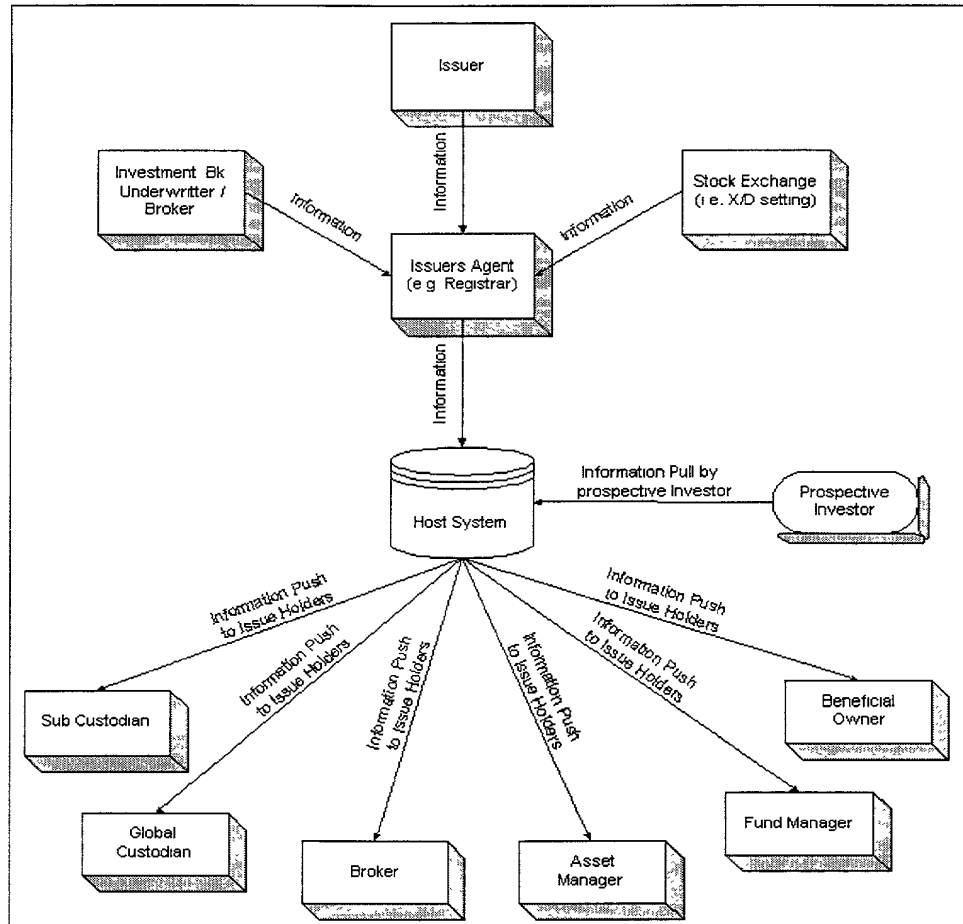 Issuer
Information
Investment Bk
Underwritter /
Broker
Information
Stock Exchange
(i.e. X/D setting)
Information
Issuers Agent
(e g Registrar)
Information
Host System
Information Pull by
prospective Investor
Prospective
Investor
Information Push
to Issue Holders
Information Push
to Issue Holders
Information Push
to Issue Holders
Information Push
to Issue Holders
Information Push
to Issue Holders
Information Push
to Issue Holders
Sub Custodian
Global
Custodian
Broker
Asset
Manager
Fund Manager
Beneficial
Owner